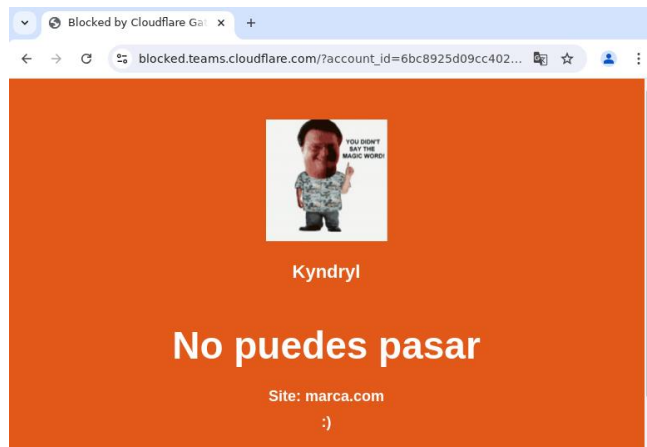 Blocked by Cloudflare Gat
blocked.teams.cloudflare.com/?account_id=6bc8925d09cc402...
YOU DIDN'T
SAY THE
MAGIC WORD!
Kyndryl
No puedes pasar
Site: marca.com
:)